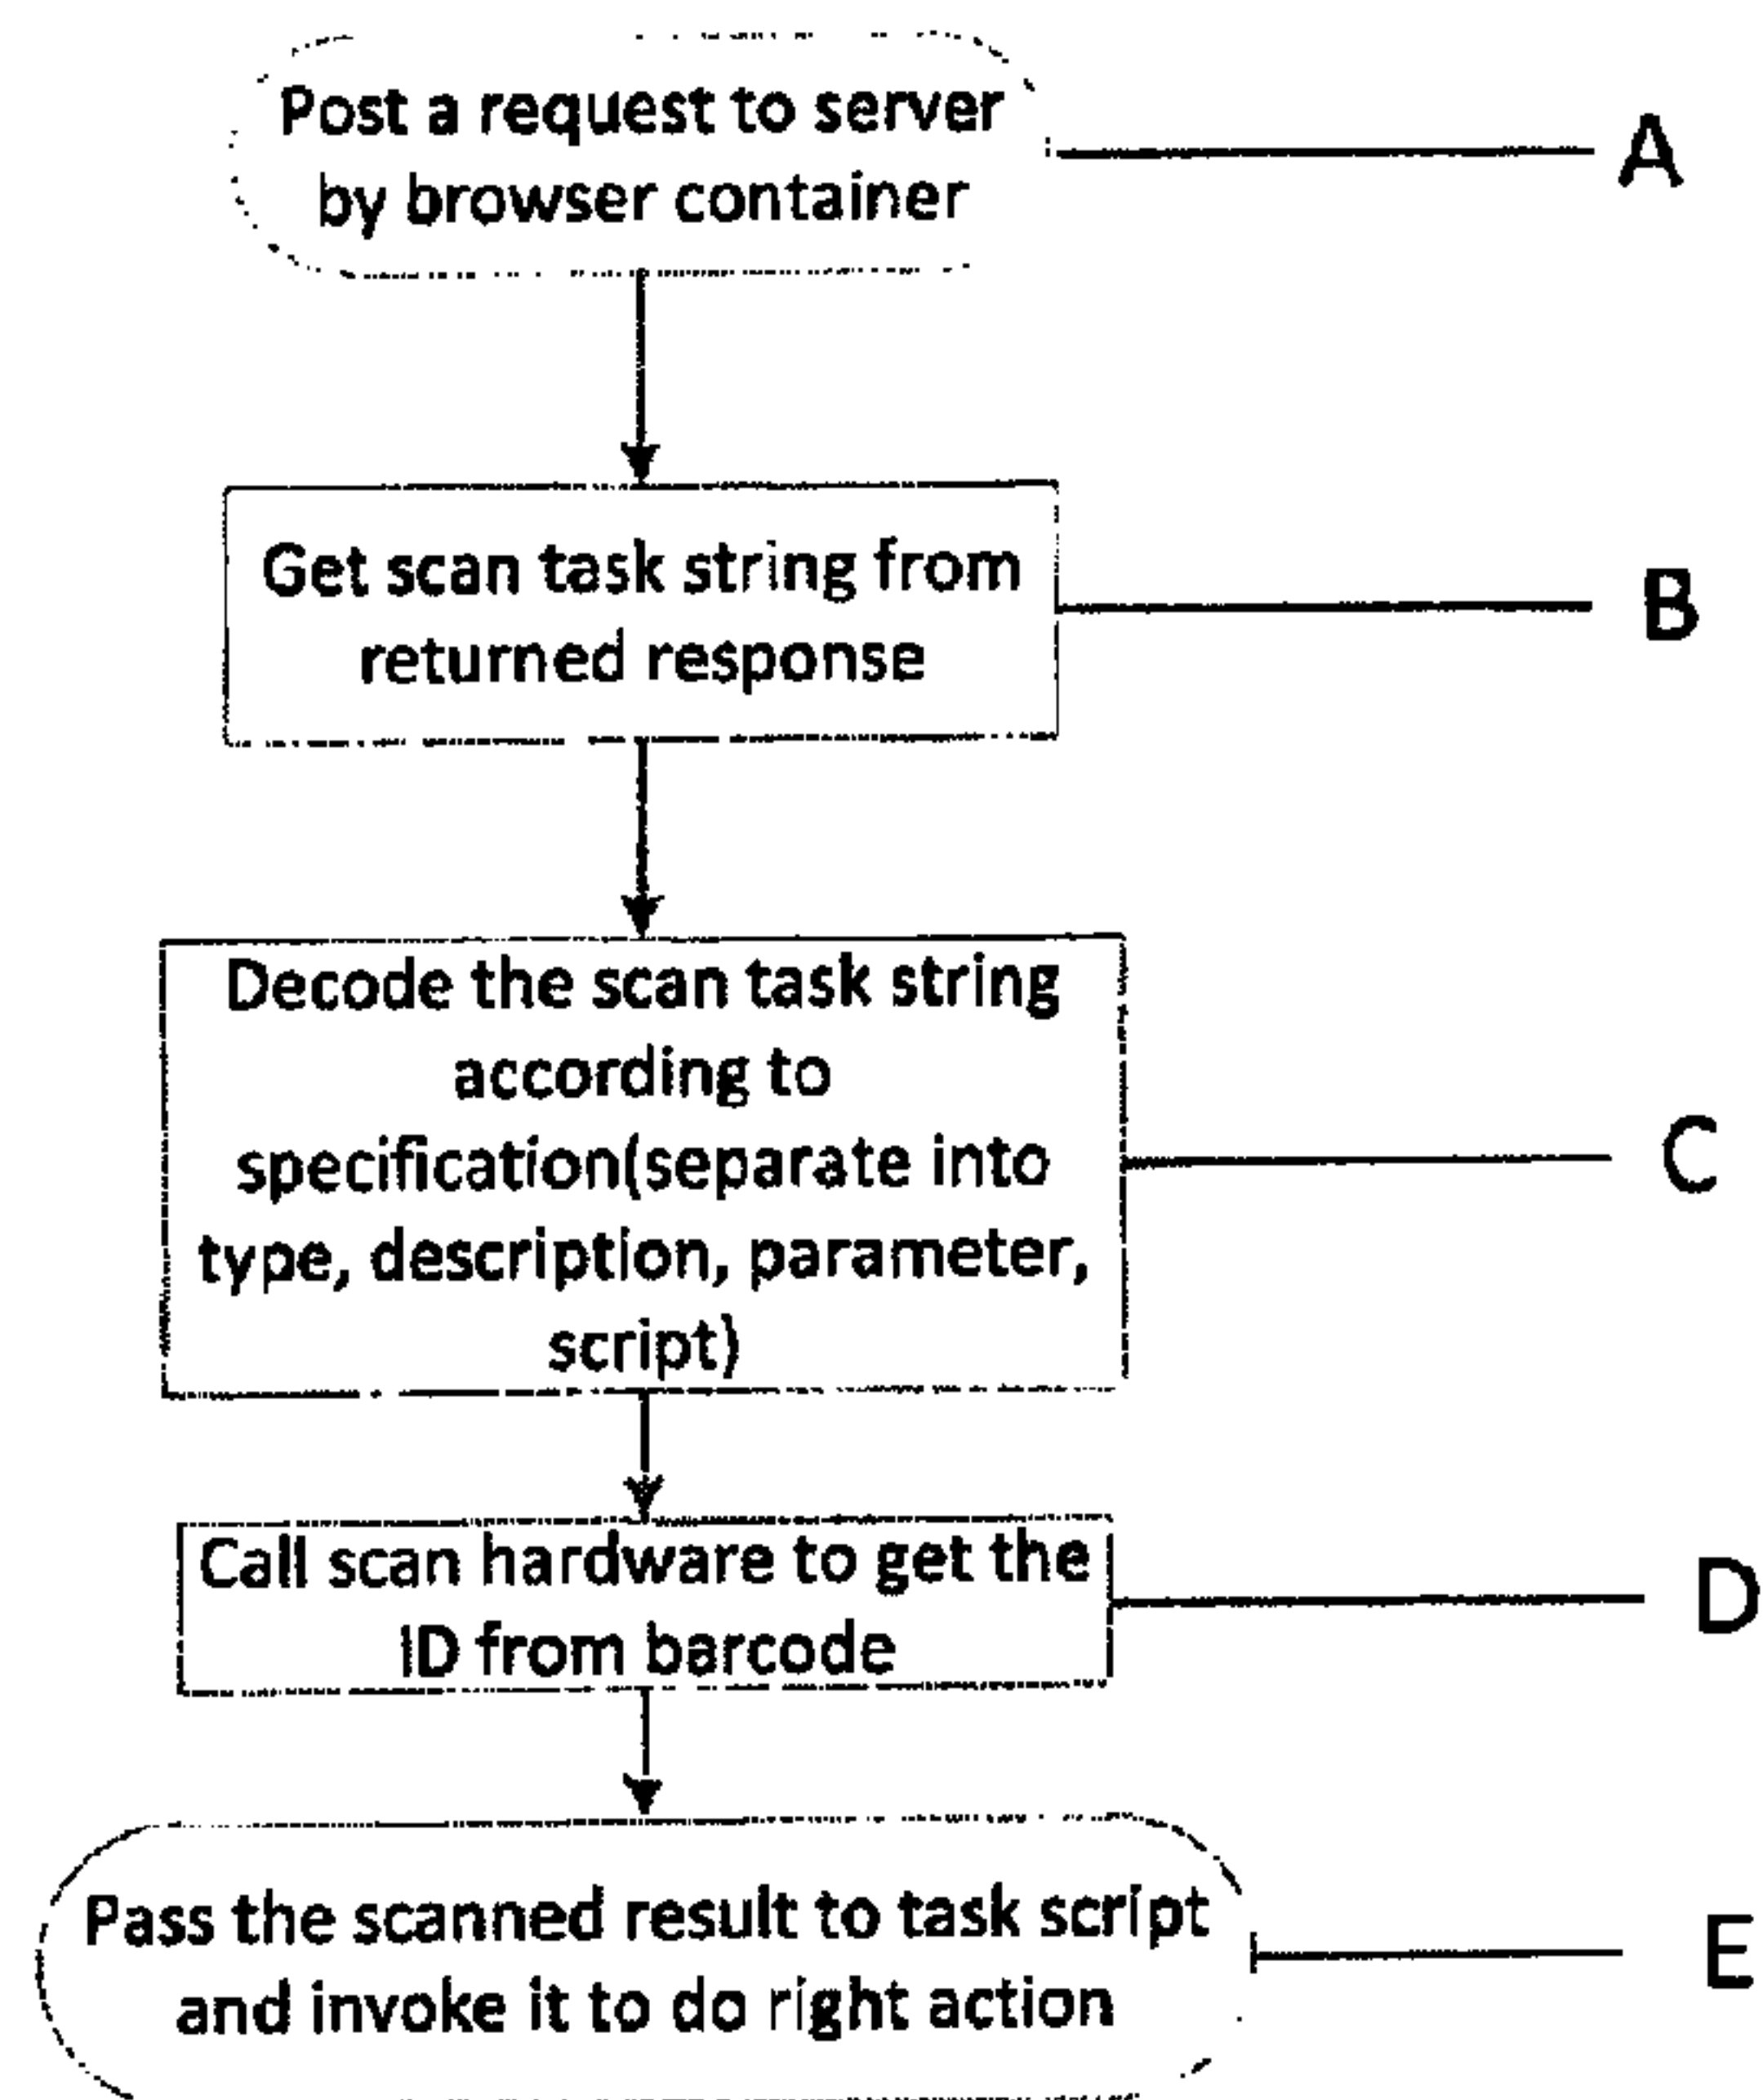 Post a request to server
by browser container
A
Get scan task string from
returned response
B
Decode the scan task string
according to
specification(separate into
type, description, parameter,
script)
C
Call scan hardware to get the
ID from barcode
D
Pass the scanned result to task script
and invoke it to do right action
E